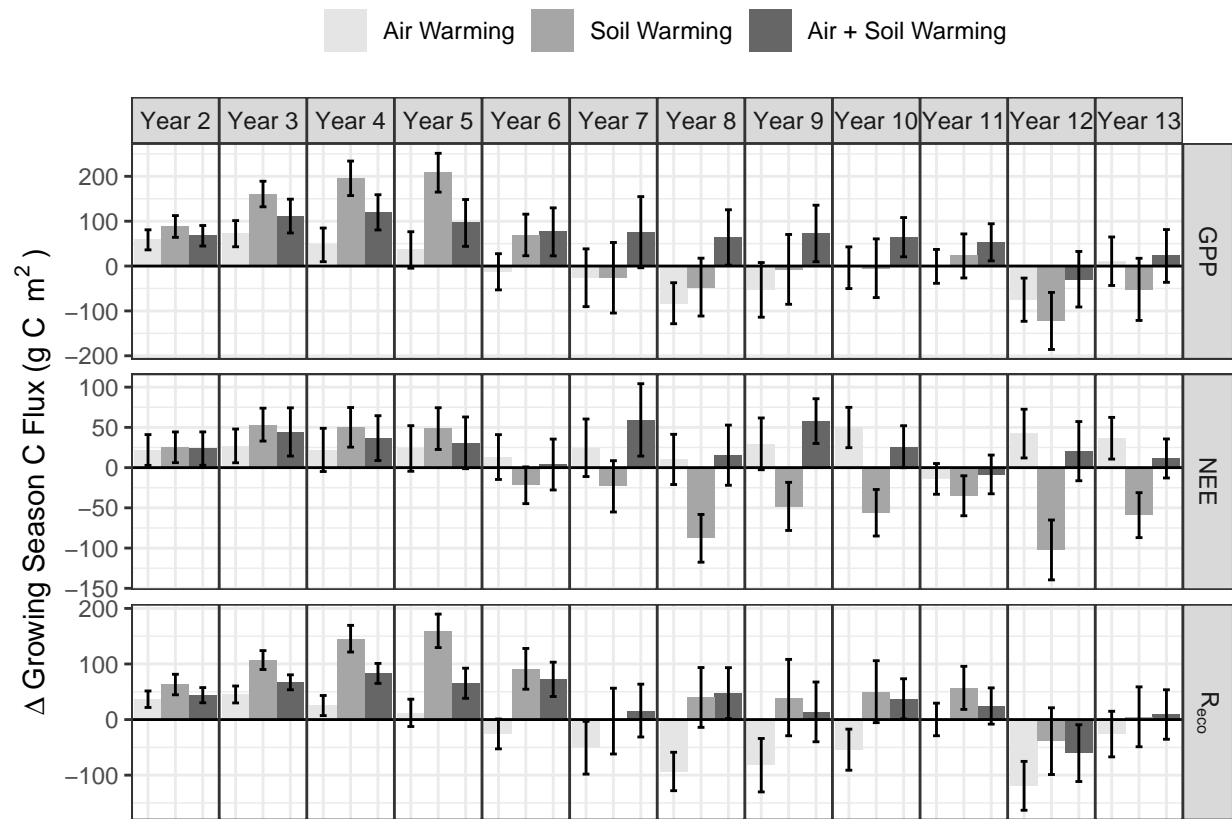 Air Warming Soil Warming Air + Soil Warming
Year 2 Year 3 Year 4 Year 5 Year 6 Year 7 Year 8 Year 9 Year 10 Year 11 Year 12 Year 13
Δ Growing Season C Flux (g C m²)
200
100
0
−100
−200
GPP
100
50
0
−50
−100
−150
NEE
200
100
0
−100
R_eco